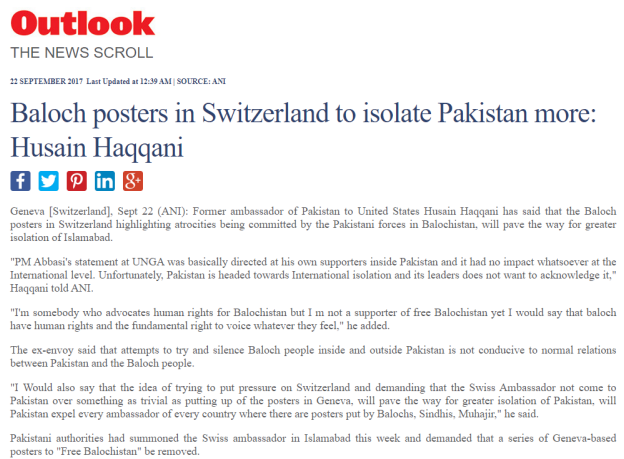 Outlook
THE NEWS SCROLL
22 SEPTEMBER 2017 Last Updated at 12:39 AM | SOURCE: ANI
Baloch posters in Switzerland to isolate Pakistan more:
Husain Haqqani
f in g+
Geneva [Switzerland], Sept 22 (ANI): Former ambassador of Pakistan to United States Husain Haqqani has said that the Baloch
posters in Switzerland highlighting atrocities being committed by the Pakistani forces in Balochistan, will pave the way for greater
isolation of Islamabad.
"PM Abbasi's statement at UNGA was basically directed at his own supporters inside Pakistan and it had no impact whatsoever at the
International level. Unfortunately, Pakistan is headed towards International isolation and its leaders does not want to acknowledge it,"
Haqqani told ANI.
"I'm somebody who advocates human rights for Balochistan but I m not a supporter of free Balochistan yet I would say that baloch
have human rights and the fundamental right to voice whatever they feel," he added.
The ex-envoy said that attempts to try and silence Baloch people inside and outside Pakistan is not conducive to normal relations
between Pakistan and the Baloch people.
"I Would also say that the idea of trying to put pressure on Switzerland and demanding that the Swiss Ambassador not come to
Pakistan over something as trivial as putting up of the posters in Geneva, will pave the way for greater isolation of Pakistan, will
Pakistan expel every ambassador of every country where there are posters put by Balochs, Sindhis, Muhajir," he said.
Pakistani authorities had summoned the Swiss ambassador in Islamabad this week and demanded that a series of Geneva-based
posters to "Free Balochistan" be removed.